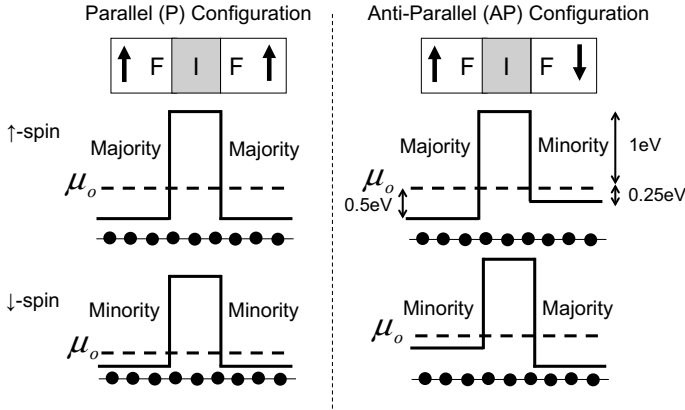 Parallel (P) Configuration
Anti-Parallel (AP) Configuration
F I F
F I F
↑-spin
Majority Majority
μₒ
Majority Minority
μₒ
1eV
0.5eV
0.25eV
↓-spin
Minority Minority
μₒ
Minority Majority
μₒ